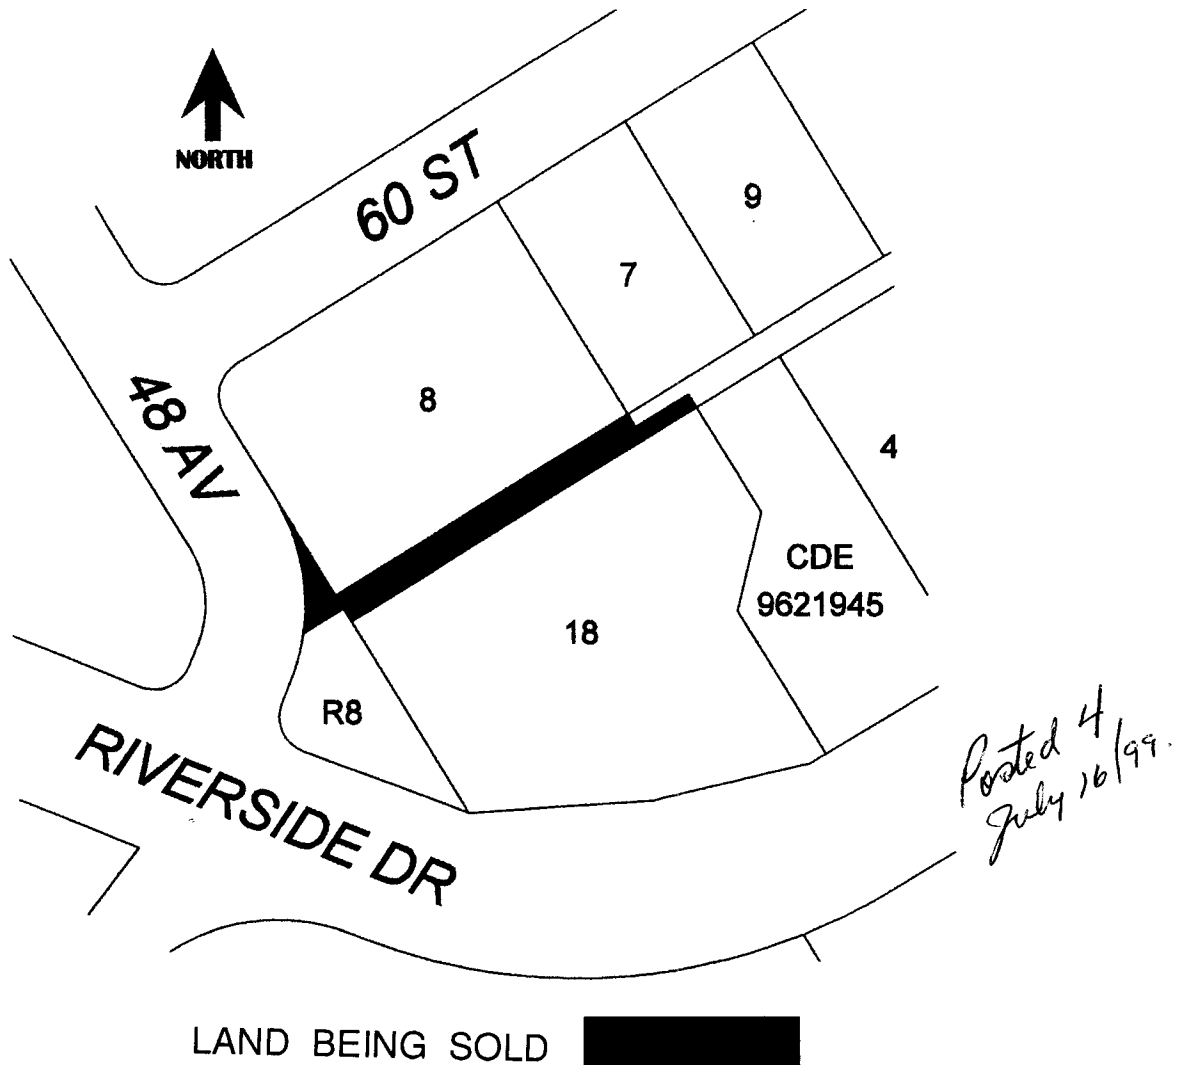 NORTH
60 ST
9
7
8
48 AV
4
CDE
9621945
18
R8
RIVERSIDE DR
Posted 4
July 16/99.
LAND BEING SOLD